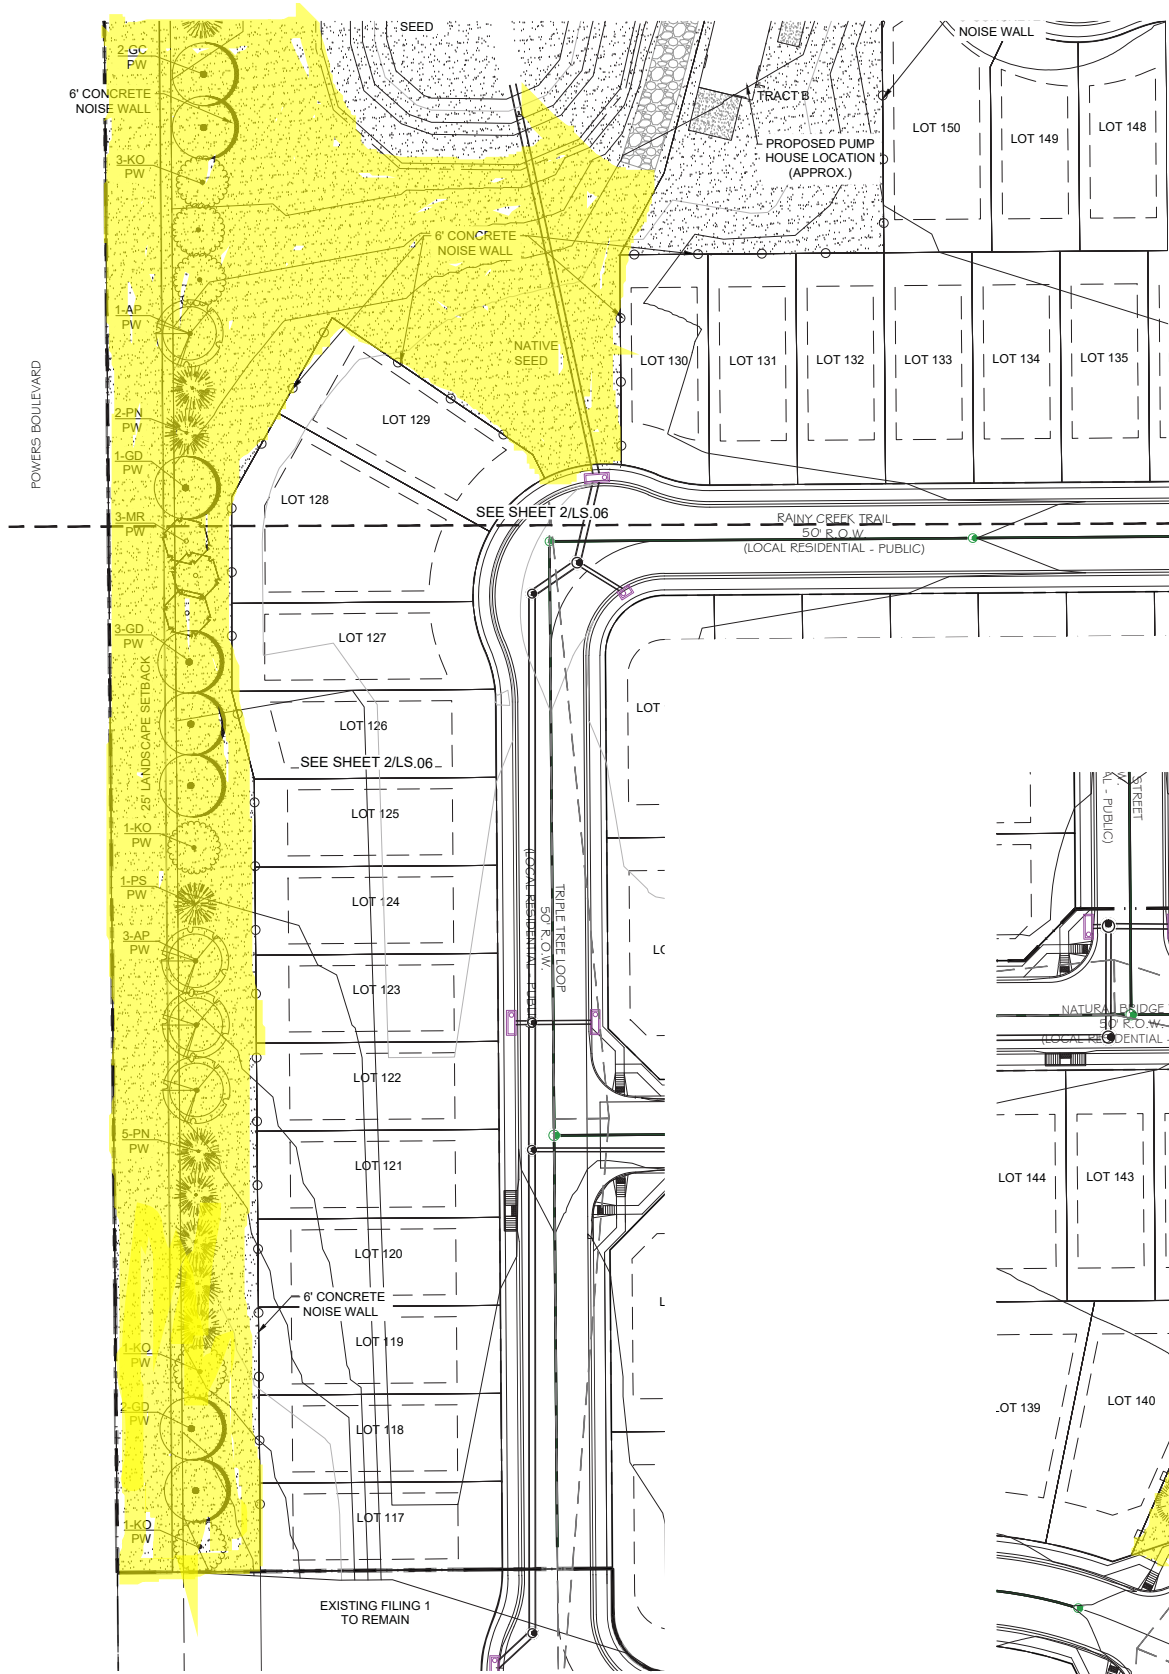 SEED
NOISE WALL
2-GC
PW
6' CONCRETE
NOISE WALL
TRACT B
LOT 150
LOT 149
LOT 148
PROPOSED PUMP
HOUSE LOCATION
(APPROX.)
3-KO
PW
6' CONCRETE
NOISE WALL
1-AP
PW
NATIVE
SEED
LOT 130
LOT 131
LOT 132
LOT 133
LOT 134
LOT 135
POWERS BOULEVARD
2-PN
PW
LOT 129
1-GD
PW
LOT 128
3-MR
PW
SEE SHEET 2/LS.06
RAINY CREEK TRAIL
50' R.O.W.
(LOCAL RESIDENTIAL - PUBLIC)
3-GD
PW
LOT 127
25' LANDSCAPE SETBACK
LOT
LOT 126
SEE SHEET 2/LS.06
LOT 125
1-KO
PW
STREET
AL - PUBLIC)
1-PS
PW
LOT 124
TRIPLE TREE LOOP
50' R.O.W.
(LOCAL RESIDENTIAL - PUBLIC
3-AP
PW
LOT 123
NATURAL BRIDGE
50' R.O.W.
(LOCAL RESIDENTIAL -
LOT 122
5-PN
PW
LOT 121
LOT 144
LOT 143
LOT 120
6' CONCRETE
NOISE WALL
1-KO
PW
LOT 119
2-GD
PW
LOT 118
LOT 139
LOT 140
1-KO
PW
LOT 117
EXISTING FILING 1
TO REMAIN